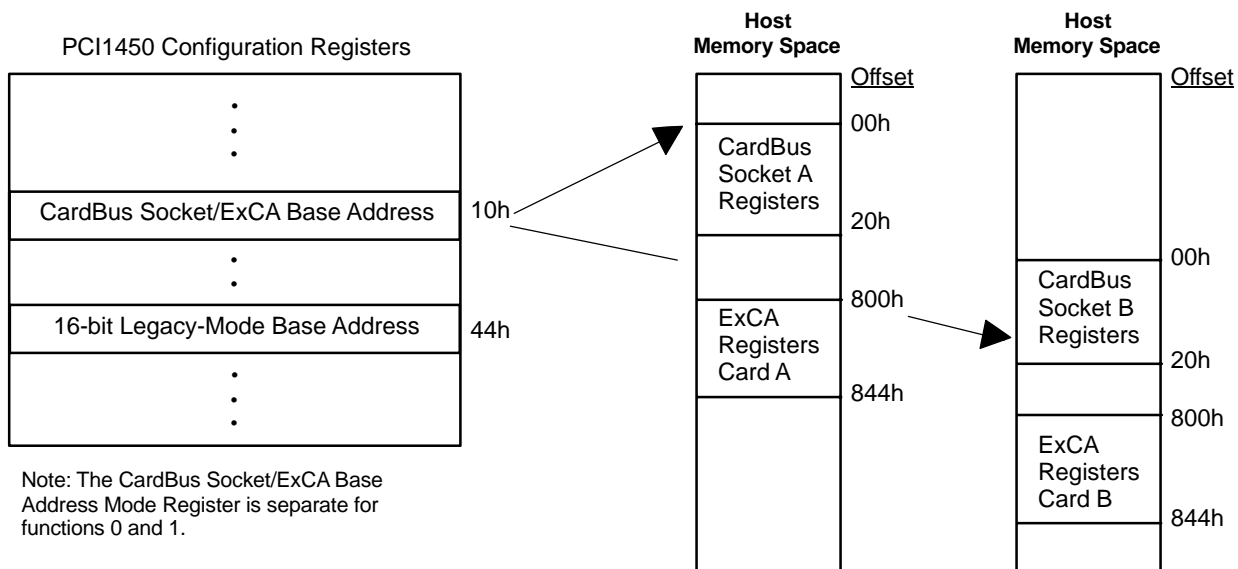 PCI1450 Configuration Registers
CardBus Socket/ExCA Base Address
10h
16-bit Legacy-Mode Base Address
44h
Note: The CardBus Socket/ExCA Base
Address Mode Register is separate for
functions 0 and 1.
Host
Memory Space
Offset
00h
CardBus
Socket A
Registers
20h
800h
ExCA
Registers
Card A
844h
Host
Memory Space
Offset
00h
CardBus
Socket B
Registers
20h
800h
ExCA
Registers
Card B
844h